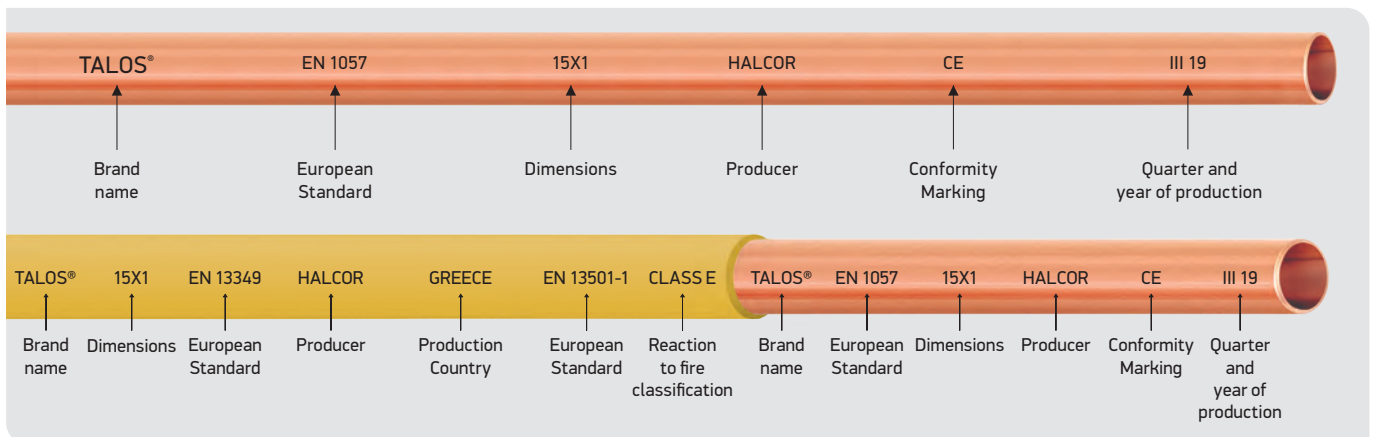 TALOS® EN 1057 15X1 HALCOR CE III 19
Brand
name
European
Standard
Dimensions
Producer
Conformity
Marking
Quarter and
year of production
TALOS® 15X1 EN 13349 HALCOR GREECE EN 13501-1 CLASS E TALOS® EN 1057 15X1 HALCOR CE III 19
Brand
name
Dimensions
European
Standard
Producer
Production
Country
European
Standard
Reaction
to fire
classification
Brand
name
European
Standard
Dimensions
Producer
Conformity
Marking
Quarter
and
year of
production